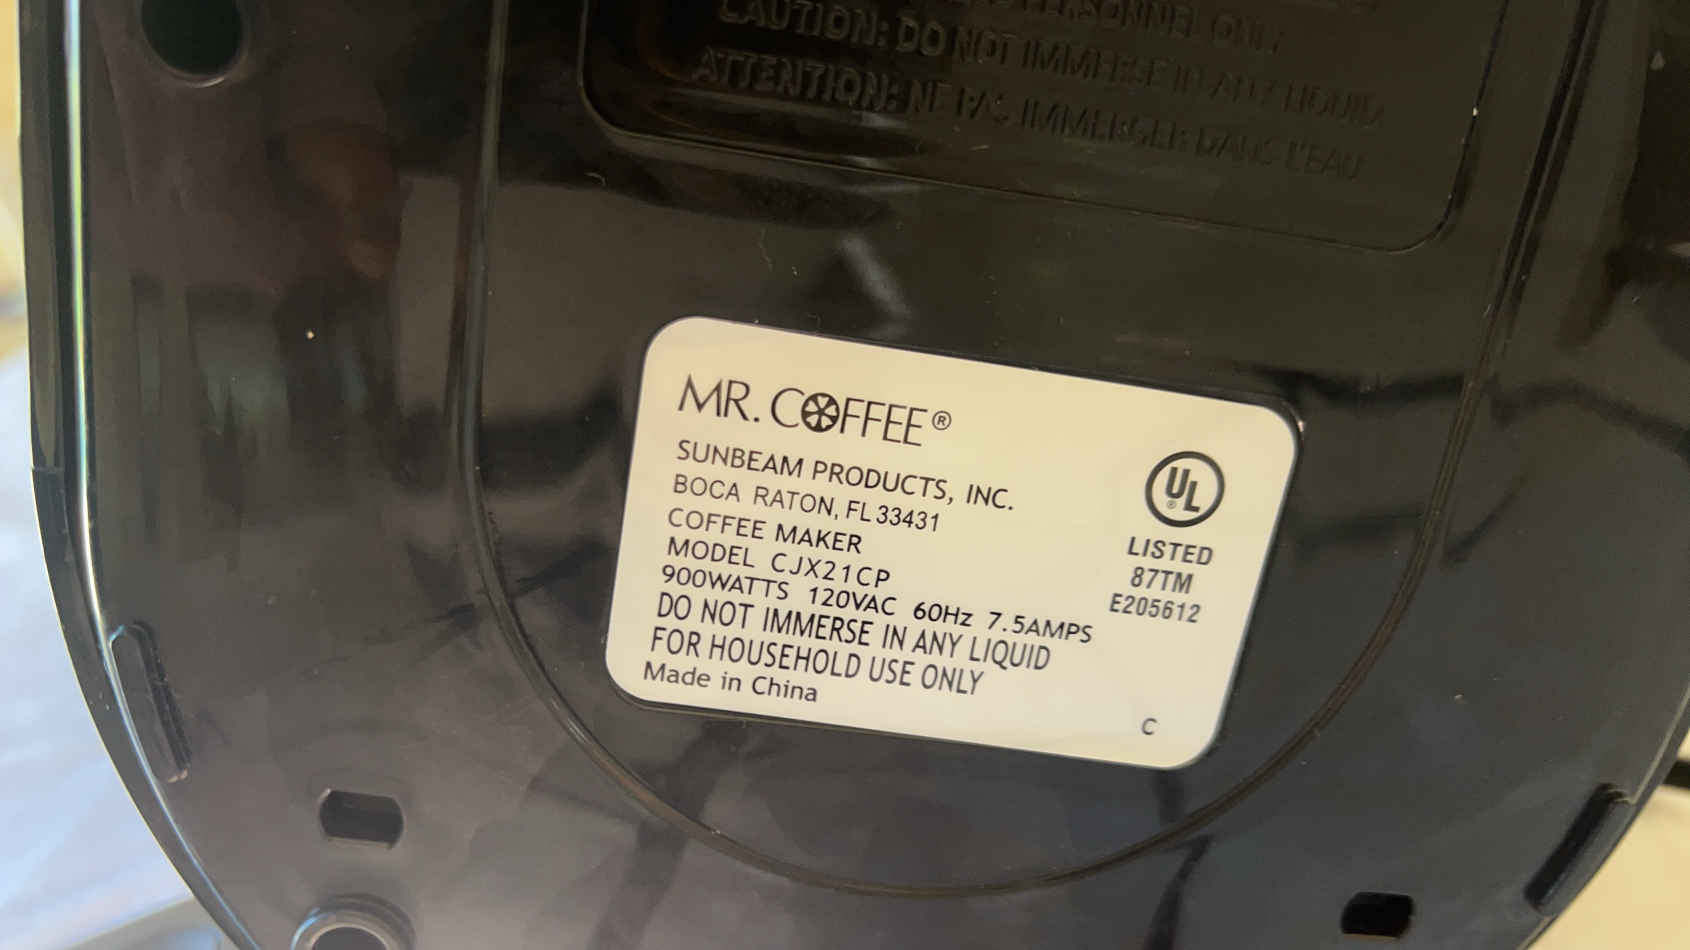 PERSONNEL ONLY
CAUTION: DO NOT IMMERSE IN ANY LIQUID
ATTENTION: NE PAS IMMERGER DANS L'EAU
MR. COFFEE®
SUNBEAM PRODUCTS, INC.
BOCA RATON, FL 33431
COFFEE MAKER
MODEL CJX21CP
900WATTS 120VAC 60Hz 7.5AMPS
DO NOT IMMERSE IN ANY LIQUID
FOR HOUSEHOLD USE ONLY
Made in China
UL®
LISTED
87TM
E205612
C